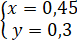 x = 0,45
y = 0,3